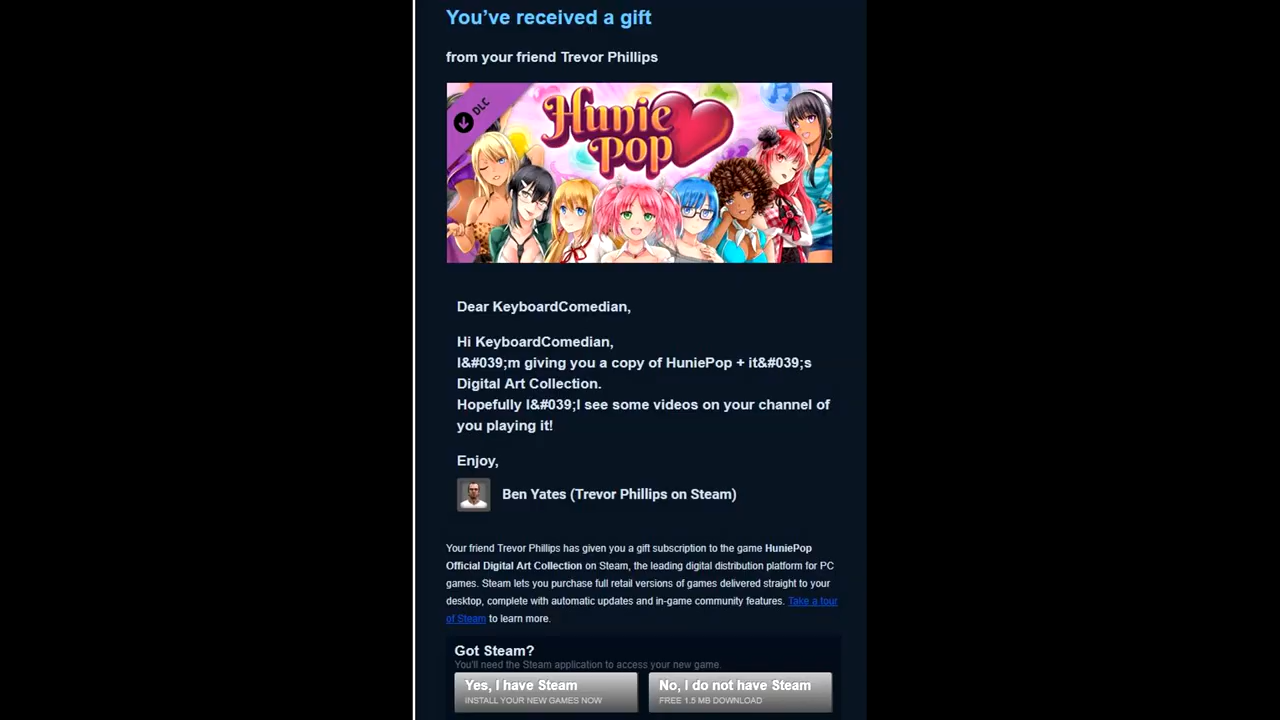 You've received a gift
from your friend Trevor Phillips
DLC
Hunie
Pop
Dear KeyboardComedian,
Hi KeyboardComedian,
I&#039;m giving you a copy of HuniePop + it&#039;s
Digital Art Collection.
Hopefully I&#039;l see some videos on your channel of
you playing it!
Enjoy,
Ben Yates (Trevor Phillips on Steam)
Your friend Trevor Phillips has given you a gift subscription to the game HuniePop
Official Digital Art Collection on Steam, the leading digital distribution platform for PC
games. Steam lets you purchase full retail versions of games delivered straight to your
desktop, complete with automatic updates and in-game community features. Take a tour
of Steam to learn more.
Got Steam?
You'll need the Steam application to access your new game.
Yes, I have Steam
INSTALL YOUR NEW GAMES NOW
No, I do not have Steam
FREE 1.5 MB DOWNLOAD